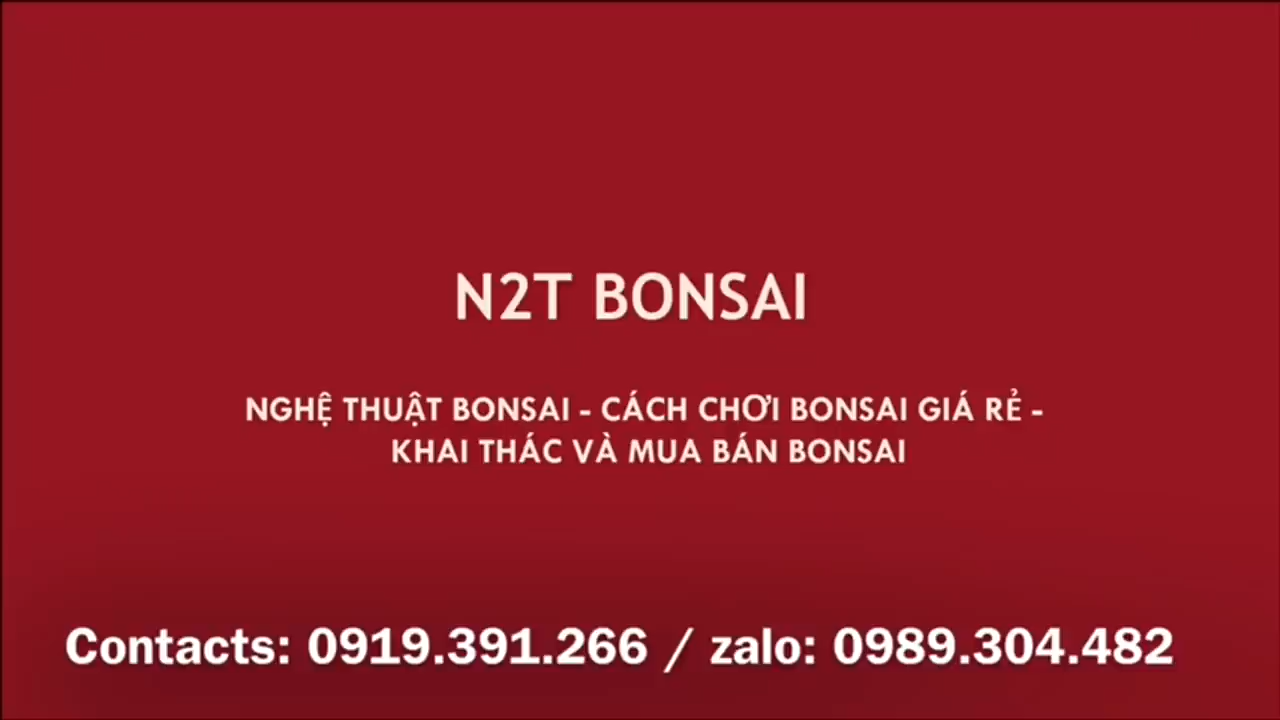 N2T BONSAI
NGHỆ THUẬT BONSAI - CÁCH CHƠI BONSAI GIÁ RẺ -
KHAI THÁC VÀ MUA BÁN BONSAI
Contacts: 0919.391.266 / zalo: 0989.304.482